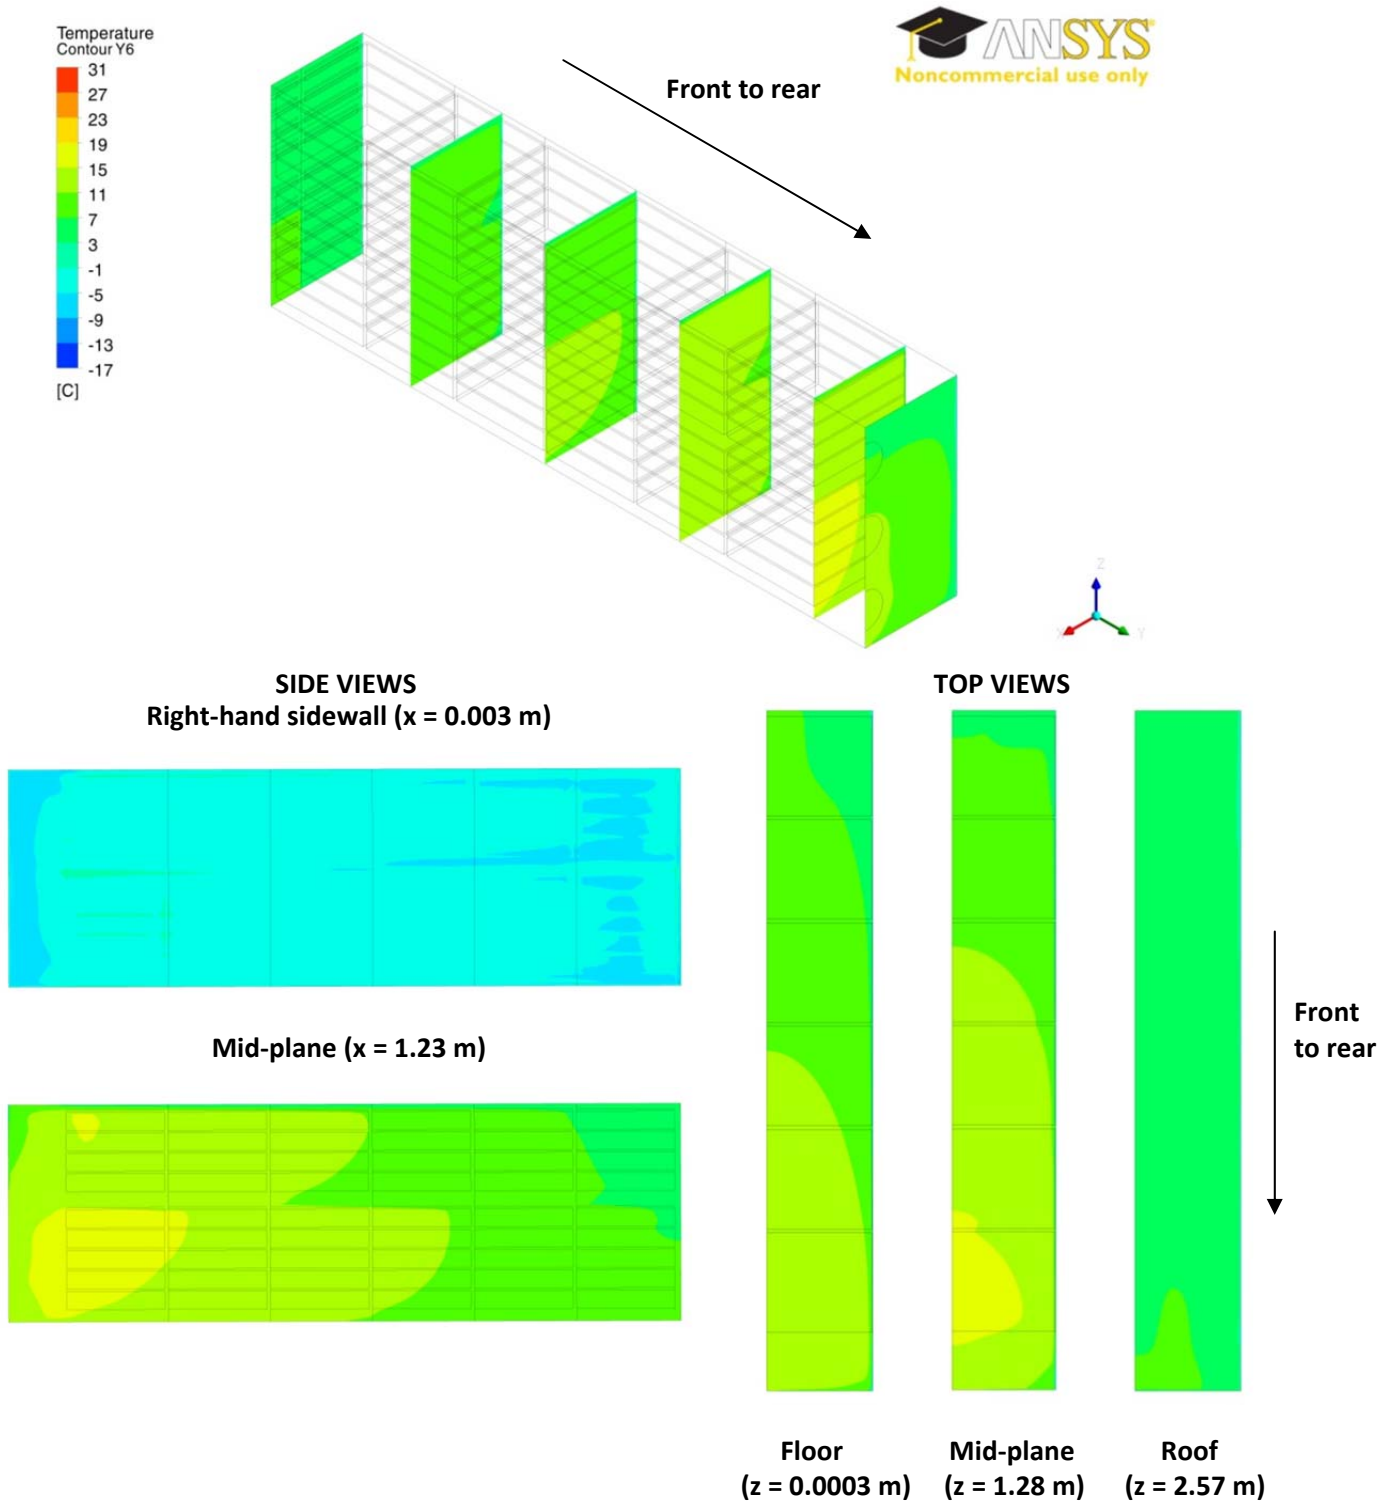 Temperature
Contour Y6
31
27
23
19
15
11
7
3
-1
-5
-9
-13
-17
[C]
ANSYS
Noncommercial use only
Front to rear
Z
X
Y
SIDE VIEWS
Right-hand sidewall (x = 0.003 m)
Mid-plane (x = 1.23 m)
TOP VIEWS
Front
to rear
Floor
(z = 0.0003 m)
Mid-plane
(z = 1.28 m)
Roof
(z = 2.57 m)